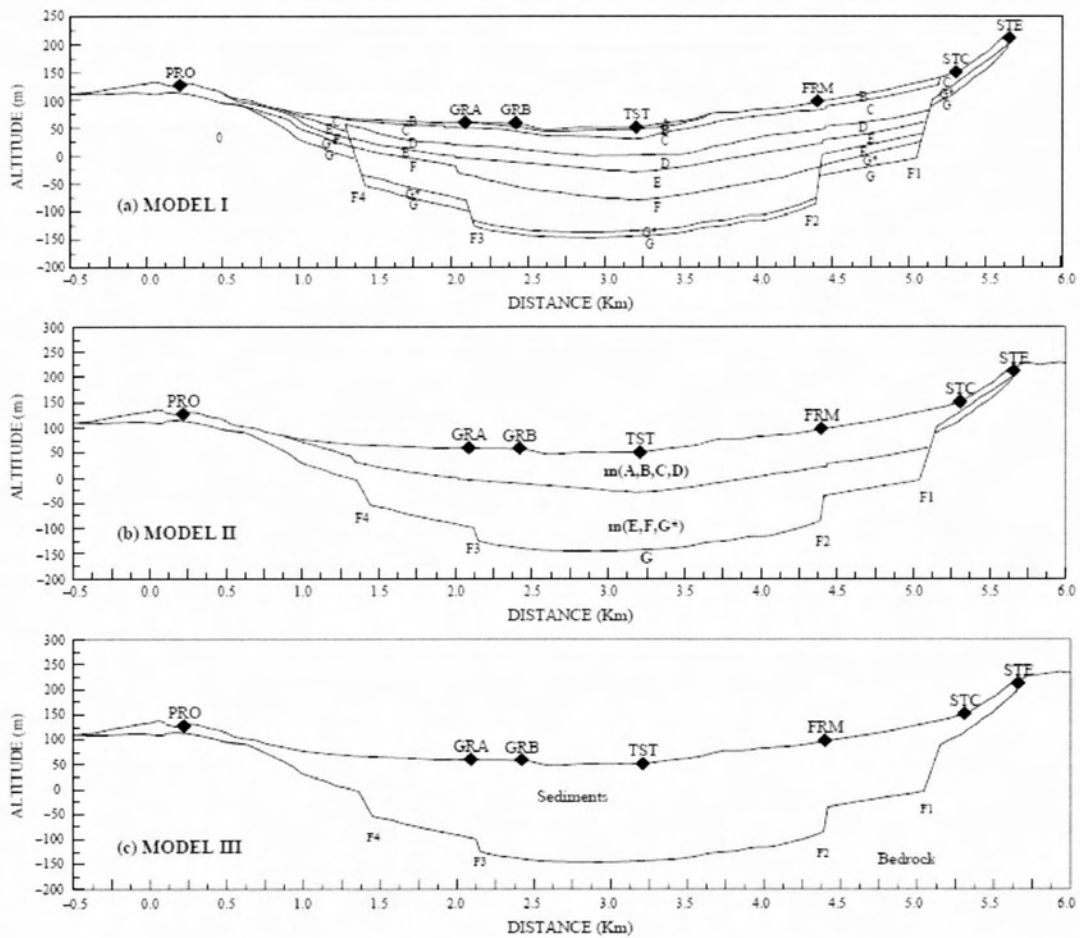 250
200
150
100
50
0
−50
−100
−150
−200
ALTITUDE (m)
PRO
GRA
GRB
TST
FRM
STC
STE
B
C
D
E
F
G*
G
A
B
C
D
E
F
G*
G
B
C
D
E
F
G*
G
C
G*
G
F4
F3
F2
F1
(a) MODEL I
−0.5 0.0 0.5 1.0 1.5 2.0 2.5 3.0 3.5 4.0 4.5 5.0 5.5 6.0
DISTANCE (Km)
300
250
200
150
100
50
0
−50
−100
−150
−200
ALTITUDE (m)
PRO
GRA
GRB
TST
FRM
STC
STE
m(A,B,C,D)
m(E,F,G*)
G
F4
F3
F2
F1
(b) MODEL II
−0.5 0.0 0.5 1.0 1.5 2.0 2.5 3.0 3.5 4.0 4.5 5.0 5.5 6.0
DISTANCE (Km)
300
250
200
150
100
50
0
−50
−100
−150
−200
ALTITUDE (m)
PRO
GRA
GRB
TST
FRM
STC
STE
Sediments
F4
F3
F2
F1
Bedrock
(c) MODEL III
−0.5 0.0 0.5 1.0 1.5 2.0 2.5 3.0 3.5 4.0 4.5 5.0 5.5 6.0
DISTANCE (Km)